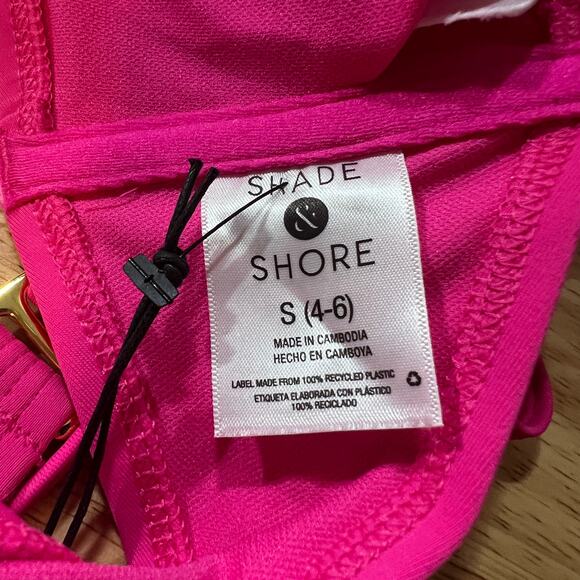 SHADE
&
SHORE
S (4-6)
MADE IN CAMBODIA
HECHO EN CAMBOYA
LABEL MADE FROM 100% RECYCLED PLASTIC
ETIQUETA ELABORADA CON PLÁSTICO
100% RECICLADO